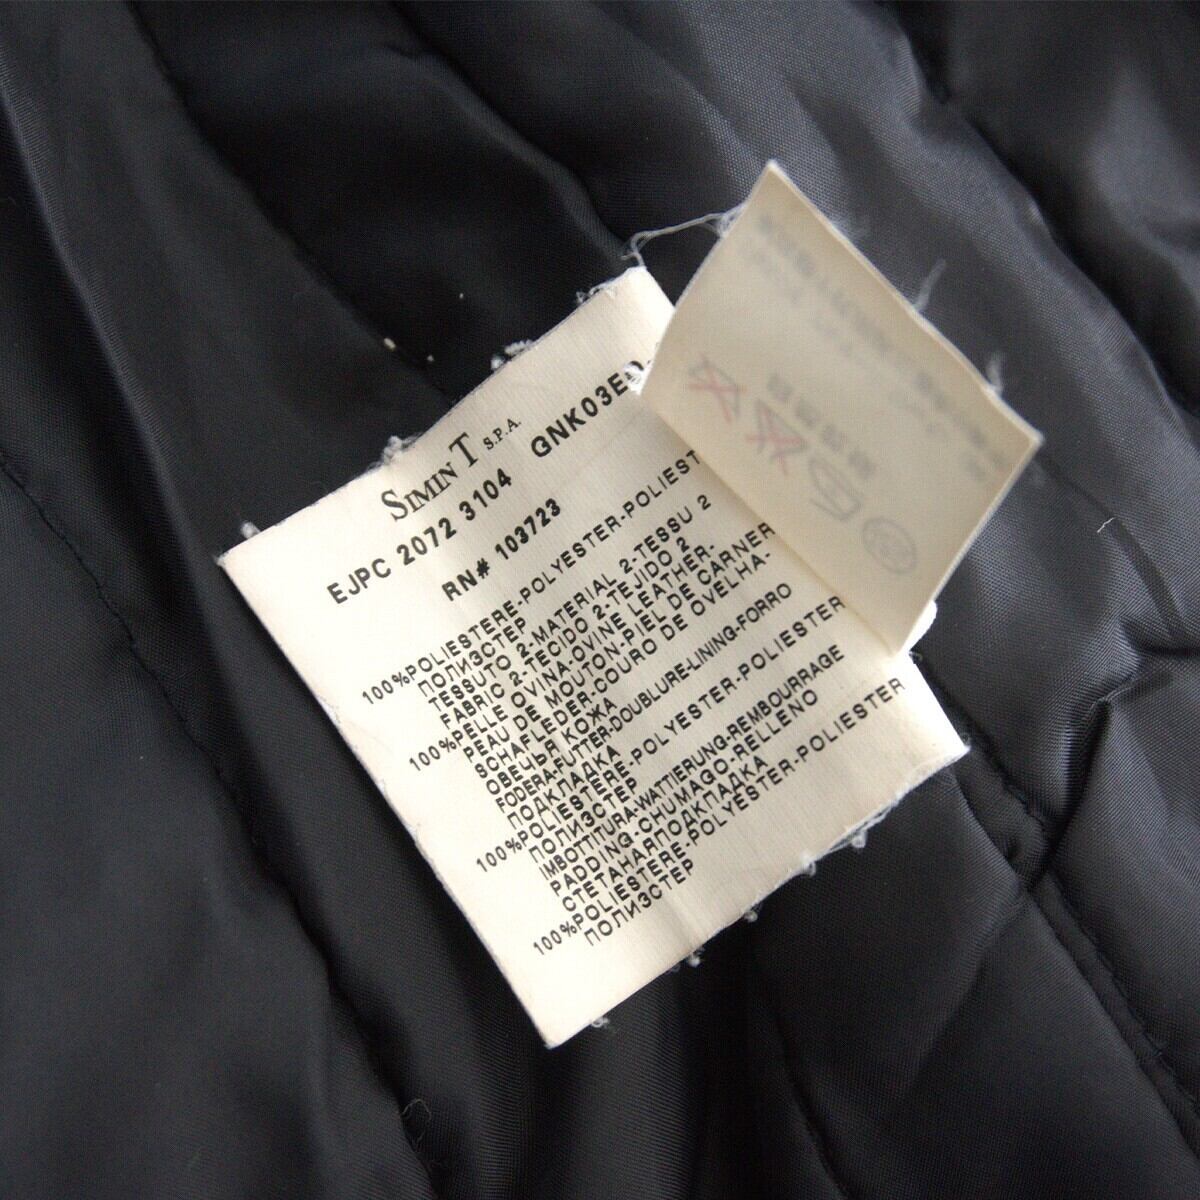 SIMIN T S.P.A.
EJPC 2072 3104 GNK03E
RN# 103723
100%POLIESTERE-POLYESTER-POLIEST
ПОЛИЭСТЕР
TESSUTO 2-MATERIAL 2-TESSU 2
FABRIC 2-TECIDO 2-TEJIDO 2
100%PELLE OVINA-OVINE LEATHER-
PEAU DE MOUTON-PIEL DE CARNER
SCHAFLEDER-COURO DE OVELHA-
ОВЕЦЬЯ КОЖА
FODERA-FUTTER-DOUBLURE-LINING-FORRO
ПОДКЛАДКА
100%POLIESTERE-POLYESTER-POLIESTER
ПОЛИЭСТЕР
IMBOTTITURA-WATTIERUNG-REMBOURRAGE
PADDING-CHUMAGO-RELLENO
СТЕТАНАЯПОДКЛАДКА
100%POLIESTERE-POLYESTER-POLIESTER
ПОЛИЭСТЕР